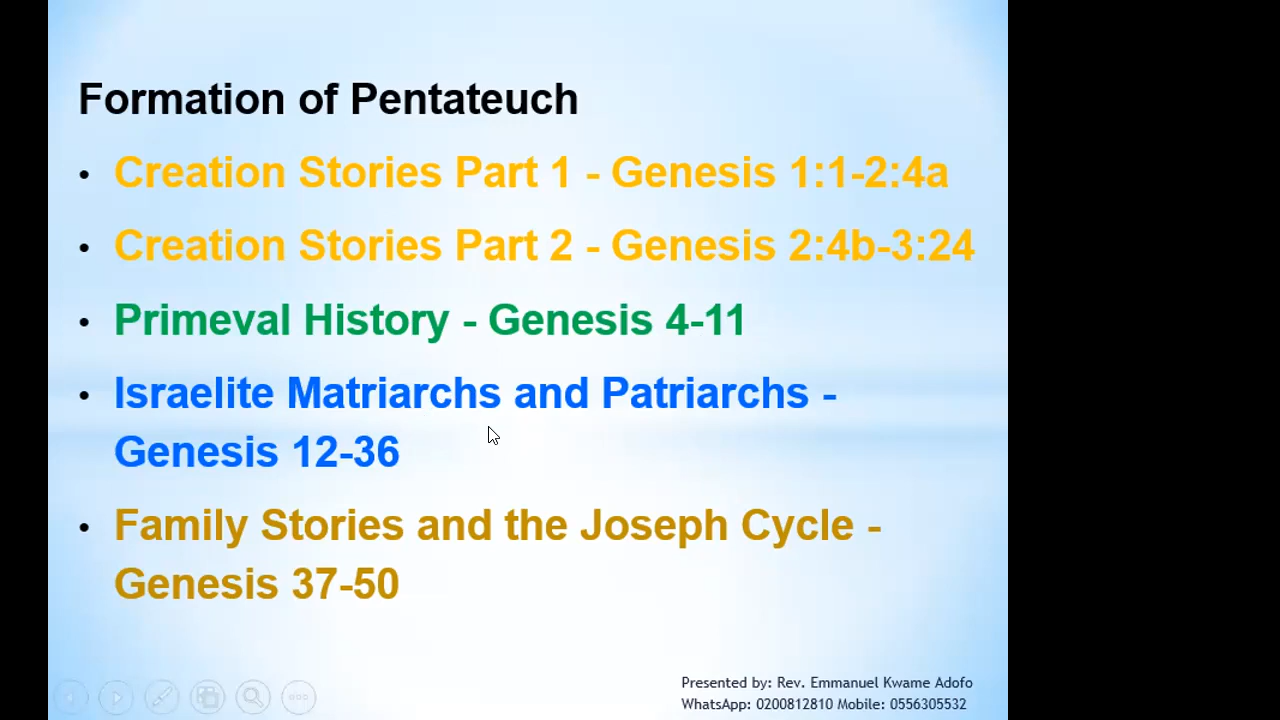 Formation of Pentateuch
• Creation Stories Part 1 - Genesis 1:1-2:4a
• Creation Stories Part 2 - Genesis 2:4b-3:24
• Primeval History - Genesis 4-11
• Israelite Matriarchs and Patriarchs -
Genesis 12-36
• Family Stories and the Joseph Cycle -
Genesis 37-50
Presented by: Rev. Emmanuel Kwame Adofo
WhatsApp: 0200812810 Mobile: 0556305532